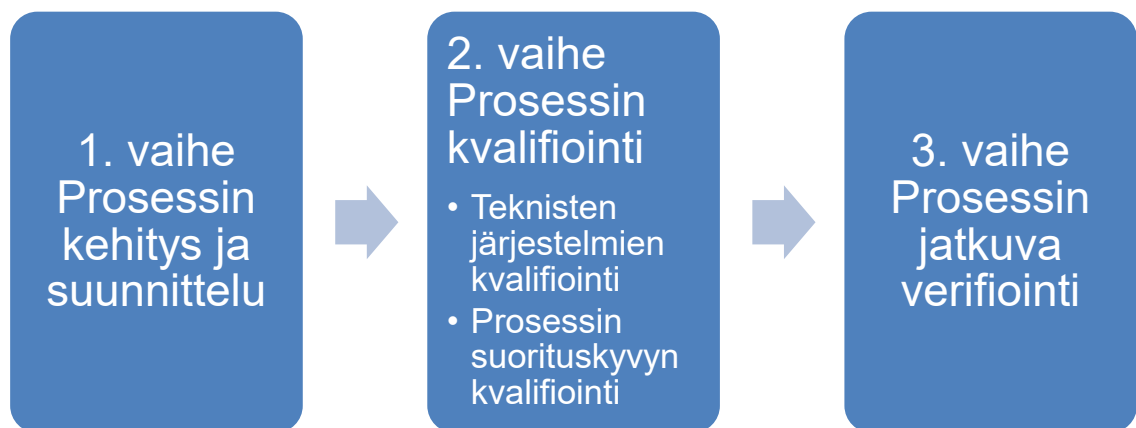 1. vaihe
Prosessin
kehitys ja
suunnittelu
2. vaihe
Prosessin
kvalifiointi
• Teknisten
järjestelmien
kvalifiointi
• Prosessin
suorituskyvyn
kvalifiointi
3. vaihe
Prosessin
jatkuva
verifiointi